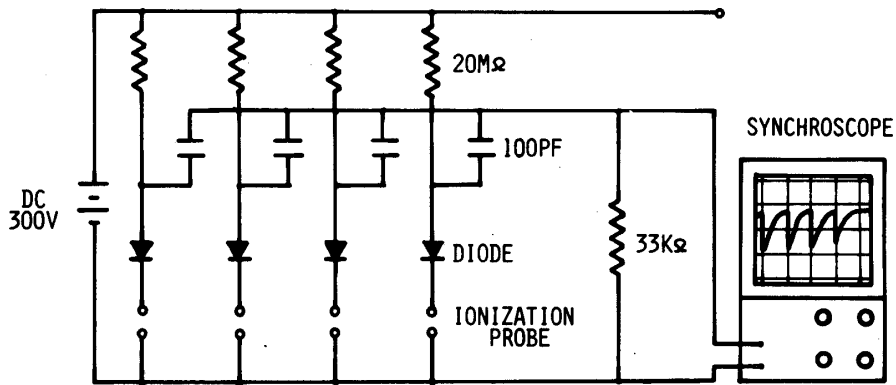 20MΩ
SYNCHROSCOPE
100PF
DC
300V
33KΩ
DIODE
IONIZATION
PROBE